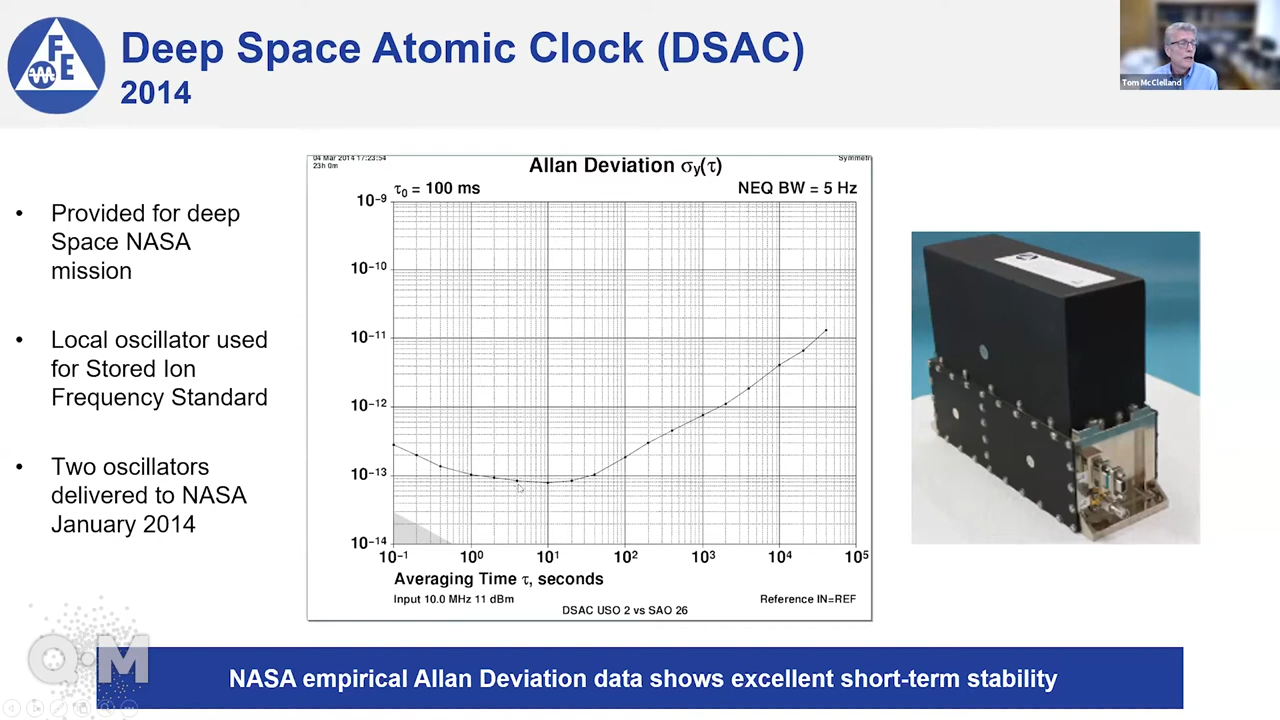 FE
Deep Space Atomic Clock (DSAC)
2014
Tom McClelland
• Provided for deep
Space NASA
mission
• Local oscillator used
for Stored Ion
Frequency Standard
• Two oscillators
delivered to NASA
January 2014
04 Mar 2014 17:23:54
23h 0m
Symmetri
Allan Deviation σy(τ)
τ0 = 100 ms
NEQ BW = 5 Hz
10⁻⁹
10⁻¹⁰
10⁻¹¹
10⁻¹²
10⁻¹³
10⁻¹⁴
10⁻¹ 10⁰ 10¹ 10² 10³ 10⁴ 10⁵
Averaging Time τ, seconds
Input 10.0 MHz 11 dBm
Reference IN=REF
DSAC USO 2 vs SAO 26
QM
NASA empirical Allan Deviation data shows excellent short-term stability